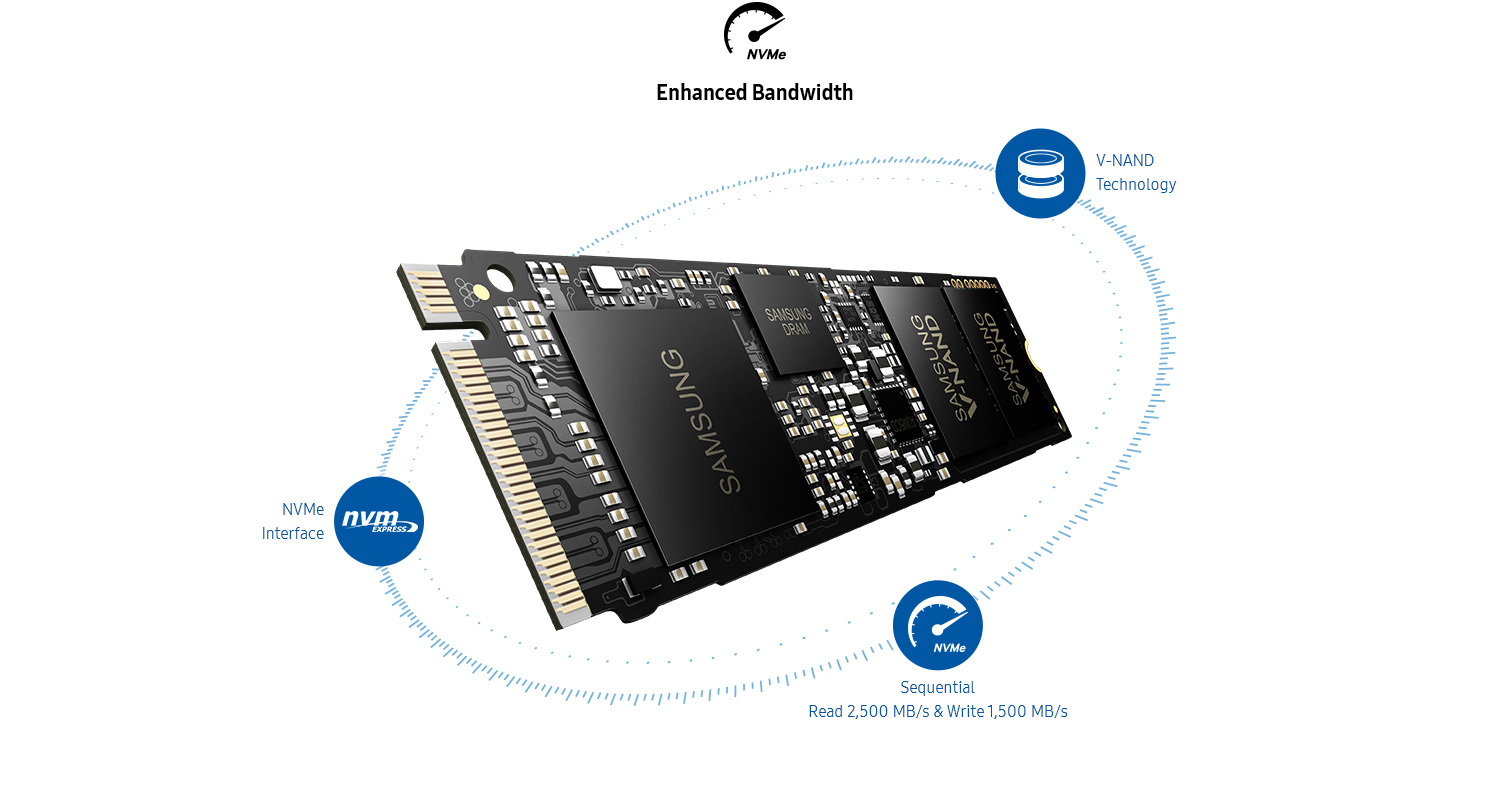 NVMe
Enhanced Bandwidth
V-NAND
Technology
SAMSUNG
DRAM
SAMSUNG
V-NAND
SAMSUNG
V-NAND
SAMSUNG
NVMe
Interface
nvm
EXPRESS
NVMe
Sequential
Read 2,500 MB/s & Write 1,500 MB/s